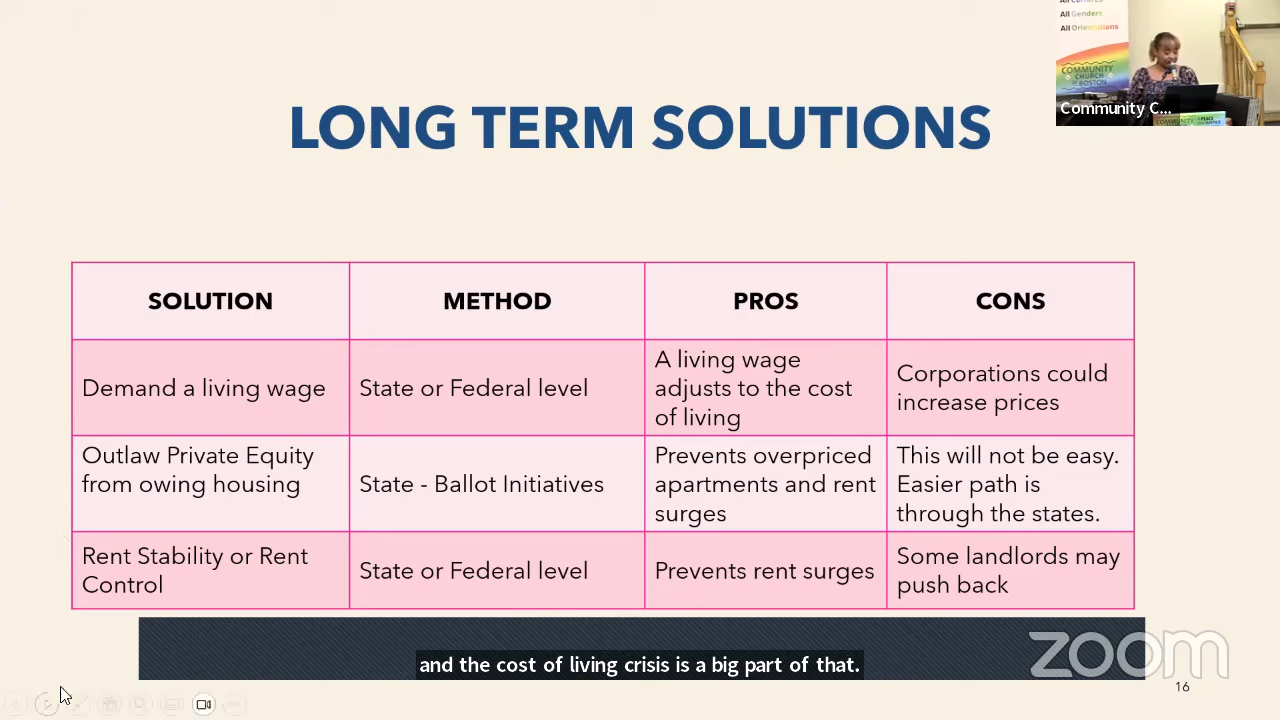 All Cultures
All Genders
All Orientations
COMMUNITY
CHURCH
OF BOSTON
Community C...
LONG TERM SOLUTIONS
SOLUTION METHOD PROS CONS
Demand a living wage State or Federal level A living wage adjusts to the cost of living Corporations could increase prices
Outlaw Private Equity from owing housing State - Ballot Initiatives Prevents overpriced apartments and rent surges This will not be easy. Easier path is through the states.
Rent Stability or Rent Control State or Federal level Prevents rent surges Some landlords may push back
and the cost of living crisis is a big part of that.
zoom
16